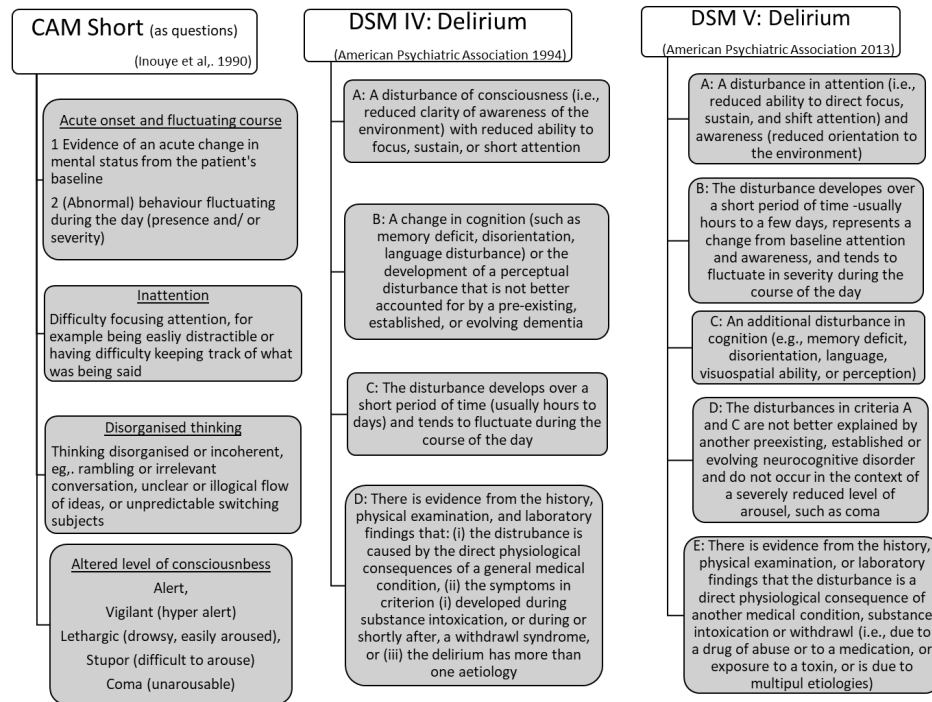 CAM Short (as questions)
(Inouye et al,. 1990)
Acute onset and fluctuating course
1 Evidence of an acute change in
mental status from the patient's
baseline
2 (Abnormal) behaviour fluctuating
during the day (presence and/ or
severity)
Inattention
Difficulty focusing attention, for
example being easliy distractible or
having difficulty keeping track of what
was being said
Disorganised thinking
Thinking disorganised or incoherent,
eg,. rambling or irrelevant
conversation, unclear or illogical flow
of ideas, or unpredictable switching
subjects
Altered level of consciousnbess
Alert,
Vigilant (hyper alert)
Lethargic (drowsy, easily aroused),
Stupor (difficult to arouse)
Coma (unarousable)
DSM IV: Delirium
(American Psychiatric Association 1994)
A: A disturbance of consciousness (i.e.,
reduced clarity of awareness of the
environment) with reduced ability to
focus, sustain, or short attention
B: A change in cognition (such as
memory deficit, disorientation,
language disturbance) or the
development of a perceptual
disturbance that is not better
accounted for by a pre-existing,
established, or evolving dementia
C: The disturbance develops over a
short period of time (usually hours to
days) and tends to fluctuate during the
course of the day
D: There is evidence from the history,
physical examination, and laboratory
findings that: (i) the distrubance is
caused by the direct physiological
consequences of a general medical
condition, (ii) the symptoms in
criterion (i) developed during
substance intoxication, or during or
shortly after, a withdrawl syndrome,
or (iii) the delirium has more than
one aetiology
DSM V: Delirium
(American Psychiatric Association 2013)
A: A disturbance in attention (i.e.,
reduced ability to direct focus,
sustain, and shift attention) and
awareness (reduced orientation to
the environment)
B: The disturbance developes over
a short period of time -usually
hours to a few days, represents a
change from baseline attention
and awareness, and tends to
fluctuate in severity during the
course of the day
C: An additional disturbance in
cognition (e.g., memory deficit,
disorientation, language,
visuospatial ability, or perception)
D: The disturbances in criteria A
and C are not better explained by
another preexisting, established or
evolving neurocognitive disorder
and do not occur in the context of
a severely reduced level of
arousel, such as coma
E: There is evidence from the history,
physical examination, or laboratory
findings that the disturbance is a
direct physiological consequence of
another medical condition, substance
intoxication or withdrawl (i.e., due to
a drug of abuse or to a medication, or
exposure to a toxin, or is due to
multipul etiologies)